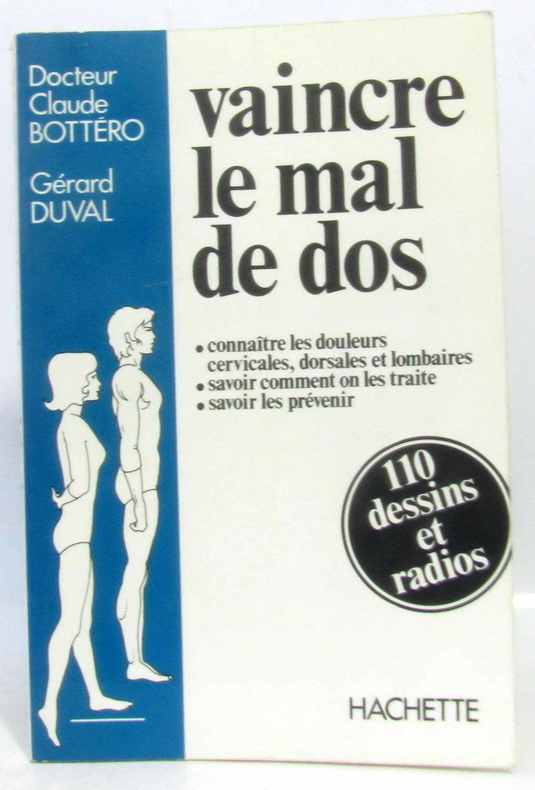 Docteur
Claude
BOTTÉRO
Gérard
DUVAL
vaincre
le mal
de dos
• connaître les douleurs
cervicales, dorsales et lombaires
• savoir comment on les traite
• savoir les prévenir
110
dessins
et
radios
HACHETTE